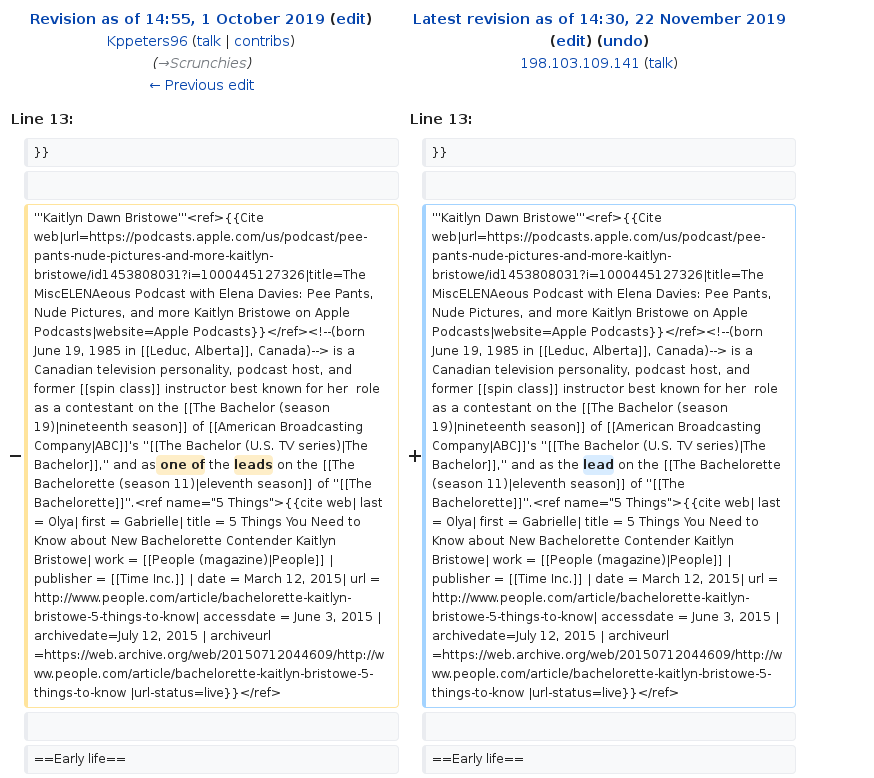 Revision as of 14:55, 1 October 2019 (edit)
Kppeters96 (talk | contribs)
(→Scrunchies)
← Previous edit
Latest revision as of 14:30, 22 November 2019
(edit) (undo)
198.103.109.141 (talk)
Line 13:
Line 13:
}}
}}
−
'''Kaitlyn Dawn Bristowe'''<ref>{{Cite
web|url=https://podcasts.apple.com/us/podcast/pee-
pants-nude-pictures-and-more-kaitlyn-
bristowe/id1453808031?i=1000445127326|title=The
MiscELENAeous Podcast with Elena Davies: Pee Pants,
Nude Pictures, and more Kaitlyn Bristowe on Apple
Podcasts|website=Apple Podcasts}}</ref><!--(born
June 19, 1985 in [[Leduc, Alberta]], Canada)--> is a
Canadian television personality, podcast host, and
former [[spin class]] instructor best known for her  role
as a contestant on the [[The Bachelor (season
19)|nineteenth season]] of [[American Broadcasting
Company|ABC]]'s ''[[The Bachelor (U.S. TV series)|The
Bachelor]],'' and as one of the leads on the [[The
Bachelorette (season 11)|eleventh season]] of ''[[The
Bachelorette]]''.<ref name="5 Things">{{cite web| last
= Olya| first = Gabrielle| title = 5 Things You Need to
Know about New Bachelorette Contender Kaitlyn
Bristowe| work = [[People (magazine)|People]] |
publisher = [[Time Inc.]] | date = March 12, 2015| url =
http://www.people.com/article/bachelorette-kaitlyn-
bristowe-5-things-to-know| accessdate = June 3, 2015 |
archivedate=July 12, 2015 | archiveurl
=https://web.archive.org/web/20150712044609/http://w
ww.people.com/article/bachelorette-kaitlyn-bristowe-5-
things-to-know |url-status=live}}</ref>
+
'''Kaitlyn Dawn Bristowe'''<ref>{{Cite
web|url=https://podcasts.apple.com/us/podcast/pee-
pants-nude-pictures-and-more-kaitlyn-
bristowe/id1453808031?i=1000445127326|title=The
MiscELENAeous Podcast with Elena Davies: Pee Pants,
Nude Pictures, and more Kaitlyn Bristowe on Apple
Podcasts|website=Apple Podcasts}}</ref><!--(born
June 19, 1985 in [[Leduc, Alberta]], Canada)--> is a
Canadian television personality, podcast host, and
former [[spin class]] instructor best known for her  role
as a contestant on the [[The Bachelor (season
19)|nineteenth season]] of [[American Broadcasting
Company|ABC]]'s ''[[The Bachelor (U.S. TV series)|The
Bachelor]],'' and as the lead on the [[The Bachelorette
(season 11)|eleventh season]] of ''[[The
Bachelorette]]''.<ref name="5 Things">{{cite web| last
= Olya| first = Gabrielle| title = 5 Things You Need to
Know about New Bachelorette Contender Kaitlyn
Bristowe| work = [[People (magazine)|People]] |
publisher = [[Time Inc.]] | date = March 12, 2015| url =
http://www.people.com/article/bachelorette-kaitlyn-
bristowe-5-things-to-know| accessdate = June 3, 2015 |
archivedate=July 12, 2015 | archiveurl
=https://web.archive.org/web/20150712044609/http://w
ww.people.com/article/bachelorette-kaitlyn-bristowe-5-
things-to-know |url-status=live}}</ref>
==Early life==
==Early life==